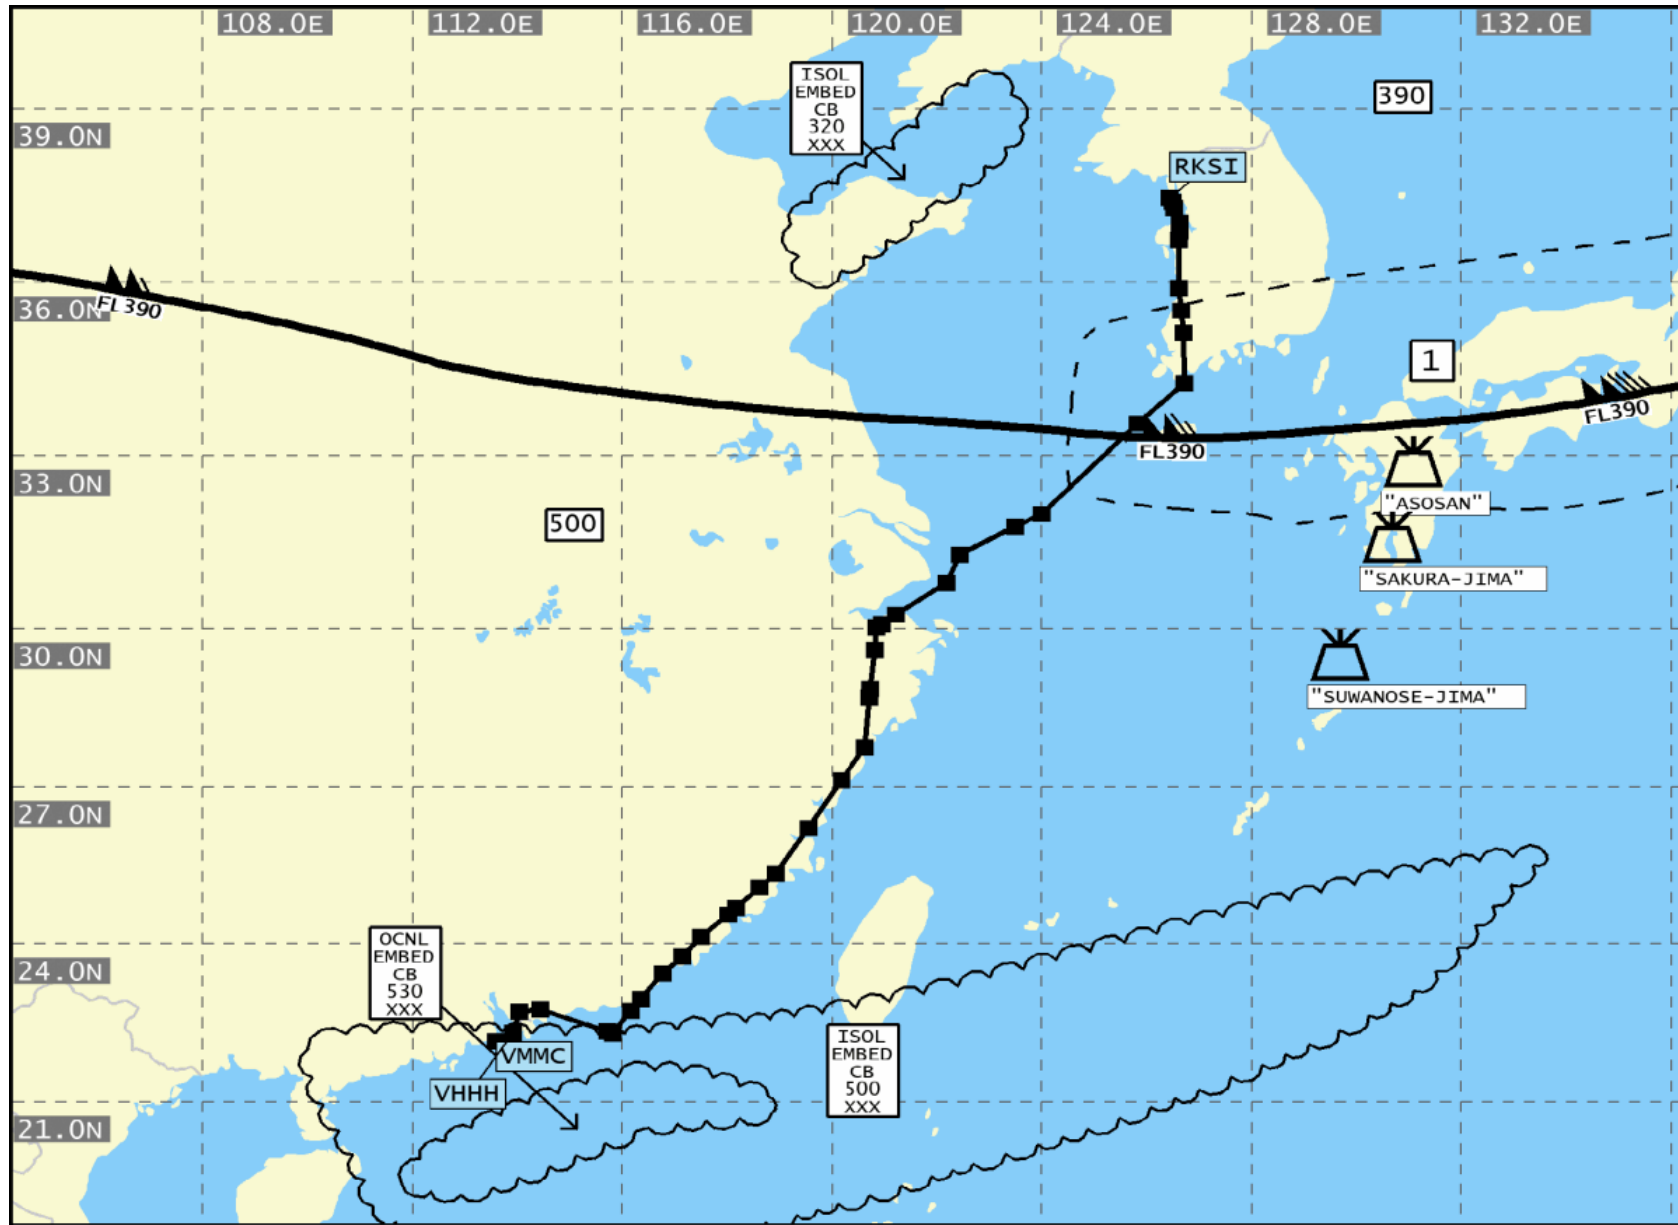 108.0E
112.0E
116.0E
120.0E
124.0E
128.0E
132.0E
ISOL
EMBED
CB
320
XXX
390
39.0N
RKSI
FL390
36.0N
1
FL390
FL390
33.0N
"ASOSAN"
500
"SAKURA-JIMA"
30.0N
"SUWANOSE-JIMA"
27.0N
OCNL
EMBED
CB
530
XXX
24.0N
ISOL
EMBED
CB
500
XXX
VMMC
VHHH
21.0N